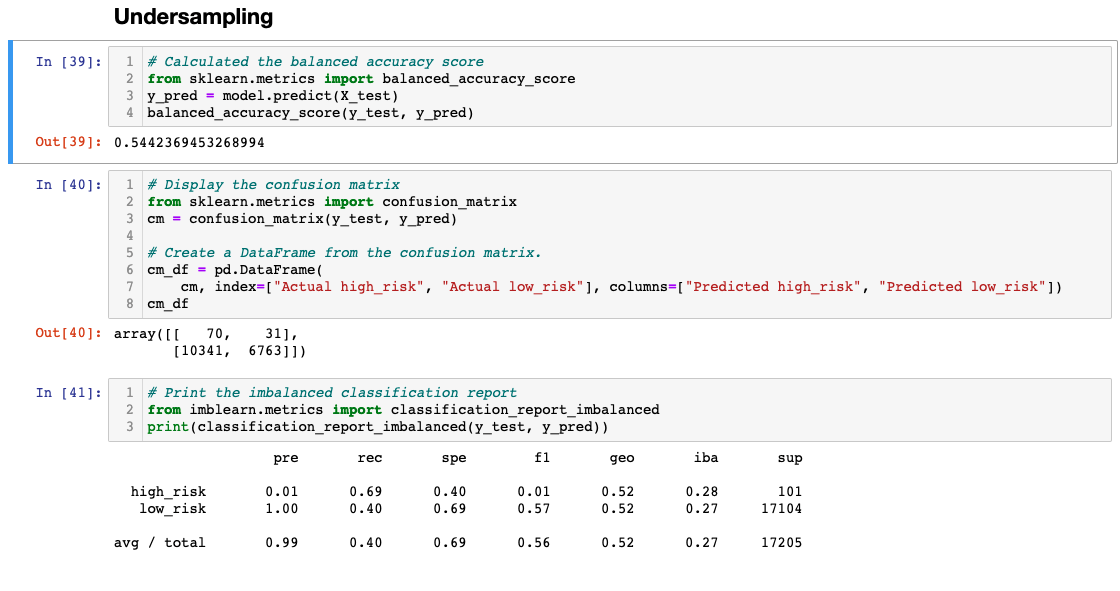 Undersampling
In [39]:
1 # Calculated the balanced accuracy score
2 from sklearn.metrics import balanced_accuracy_score
3 y_pred = model.predict(X_test)
4 balanced_accuracy_score(y_test, y_pred)
Out[39]: 0.5442369453268994
In [40]:
1 # Display the confusion matrix
2 from sklearn.metrics import confusion_matrix
3 cm = confusion_matrix(y_test, y_pred)
4
5 # Create a DataFrame from the confusion matrix.
6 cm_df = pd.DataFrame(
7     cm, index=["Actual high_risk", "Actual low_risk"], columns=["Predicted high_risk", "Predicted low_risk"])
8 cm_df
Out[40]: array([[   70,    31],
       [10341,  6763]])
In [41]:
1 # Print the imbalanced classification report
2 from imblearn.metrics import classification_report_imbalanced
3 print(classification_report_imbalanced(y_test, y_pred))
pre rec spe f1 geo iba sup
high_risk 0.01 0.69 0.40 0.01 0.52 0.28 101
low_risk 1.00 0.40 0.69 0.57 0.52 0.27 17104
avg / total 0.99 0.40 0.69 0.56 0.52 0.27 17205